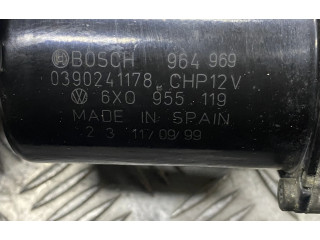 BOSCH 964 969
0390241178 CHP12V
6X0 955 119
MADE IN SPAIN
2 3 11/09/99